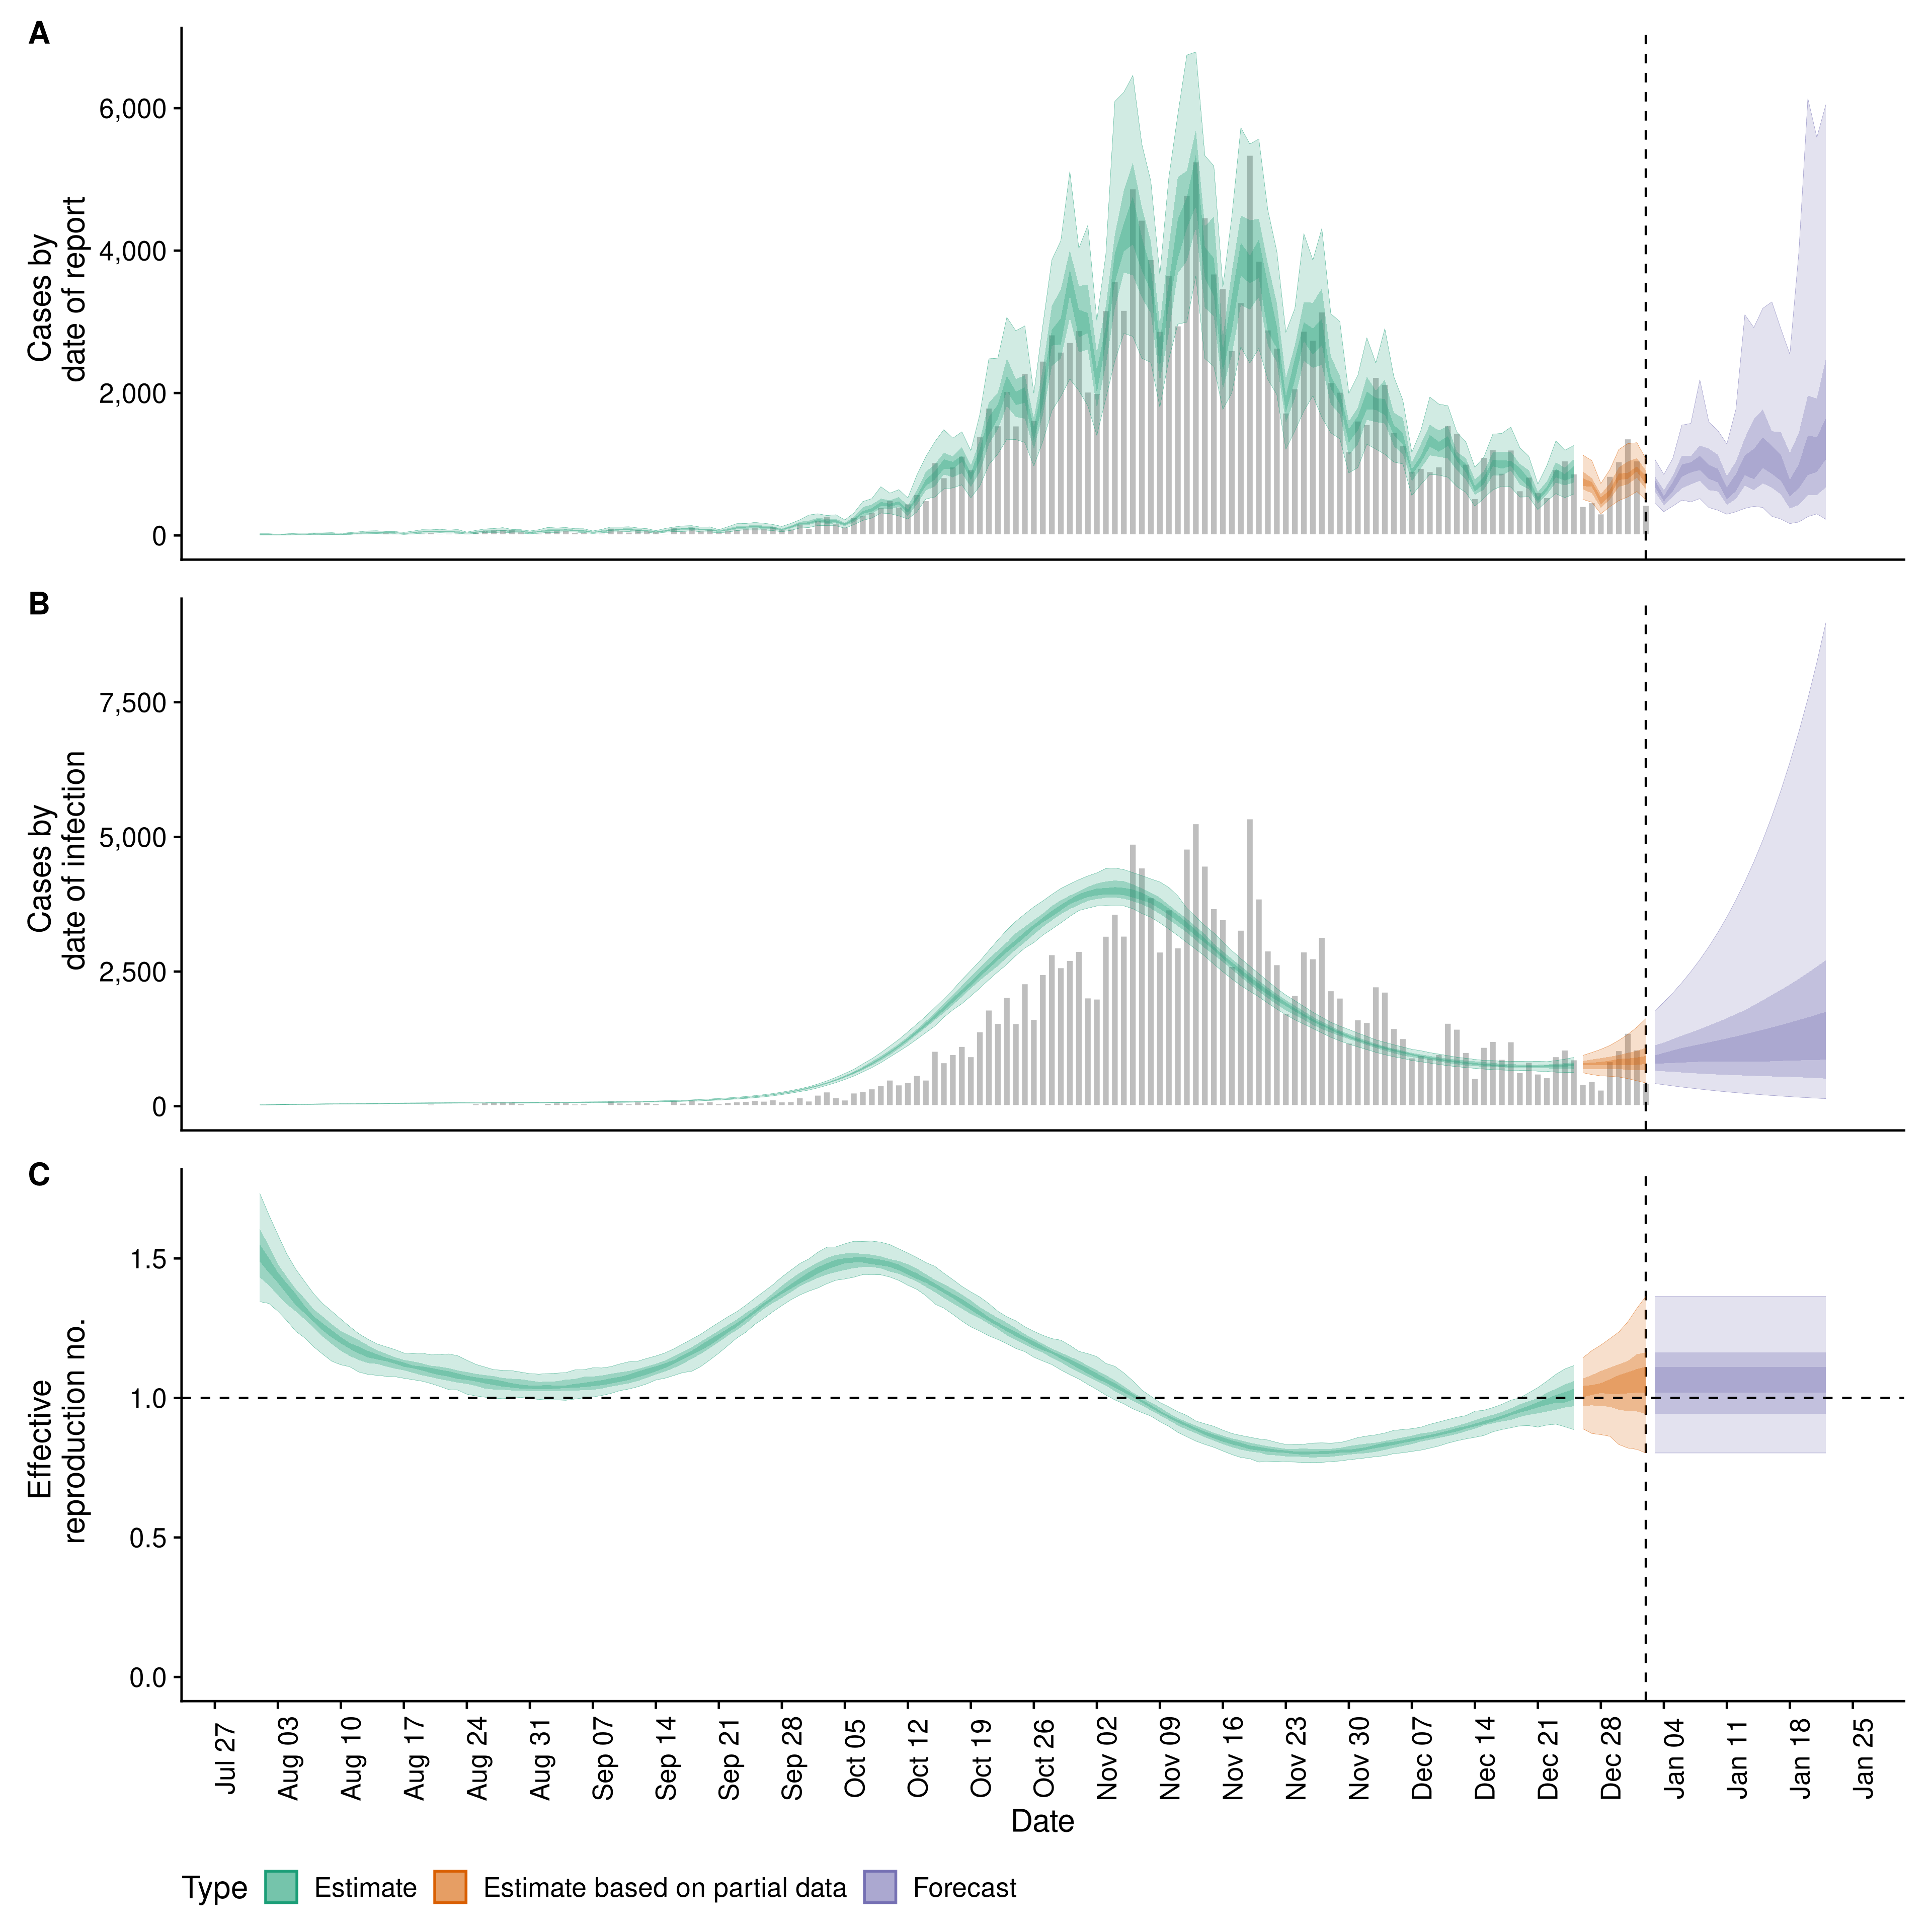 A
Cases by
date of report
6,000
4,000
2,000
0
B
Cases by
date of infection
7,500
5,000
2,500
0
C
Effective
reproduction no.
1.5
1.0
0.5
0.0
Jul 27
Aug 03
Aug 10
Aug 17
Aug 24
Aug 31
Sep 07
Sep 14
Sep 21
Sep 28
Oct 05
Oct 12
Oct 19
Oct 26
Nov 02
Nov 09
Nov 16
Nov 23
Nov 30
Dec 07
Dec 14
Dec 21
Dec 28
Jan 04
Jan 11
Jan 18
Jan 25
Date
Type Estimate Estimate based on partial data Forecast